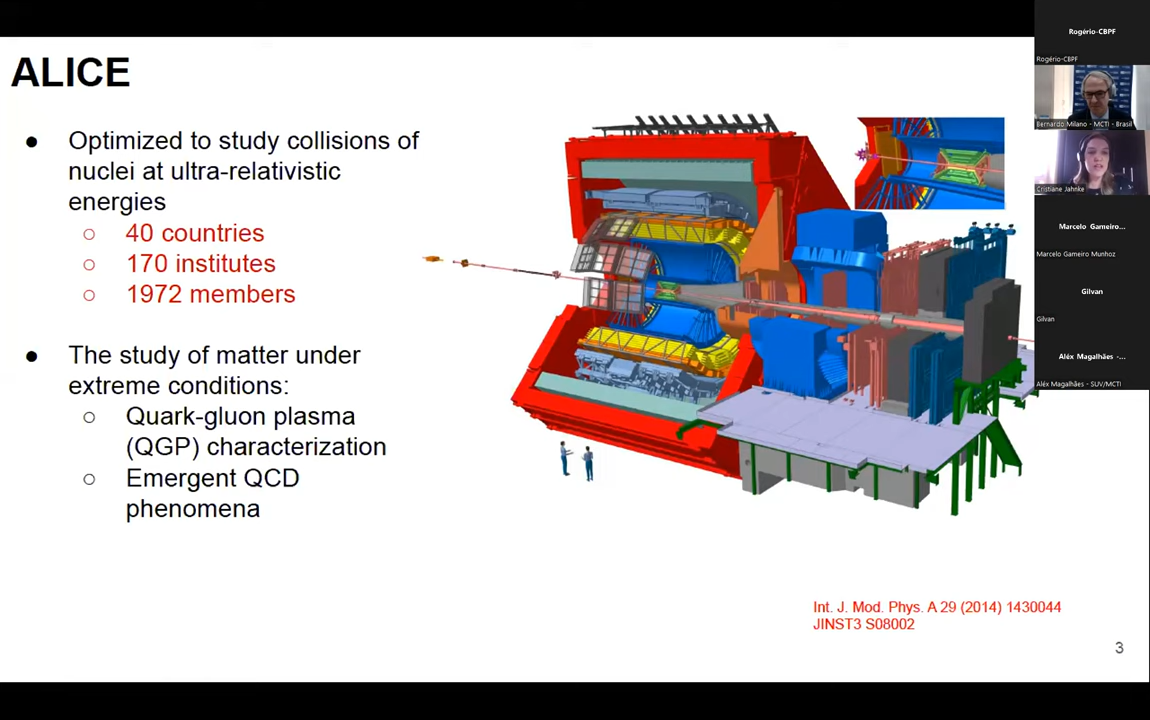 ALICE
● Optimized to study collisions of
nuclei at ultra-relativistic
energies
○ 40 countries
○ 170 institutes
○ 1972 members
● The study of matter under
extreme conditions:
○ Quark-gluon plasma
(QGP) characterization
○ Emergent QCD
phenomena
Int. J. Mod. Phys. A 29 (2014) 1430044
JINST3 S08002
3
Rogério-CBPF
Rogério-CBPF
Bernardo Milano - MCTI - Brasil
Cristiane Jahnke
Marcelo Gameiro...
Marcelo Gameiro Munhoz
Gilvan
Gilvan
Aléx Magalhães -...
Aléx Magalhães - SUV/MCTI